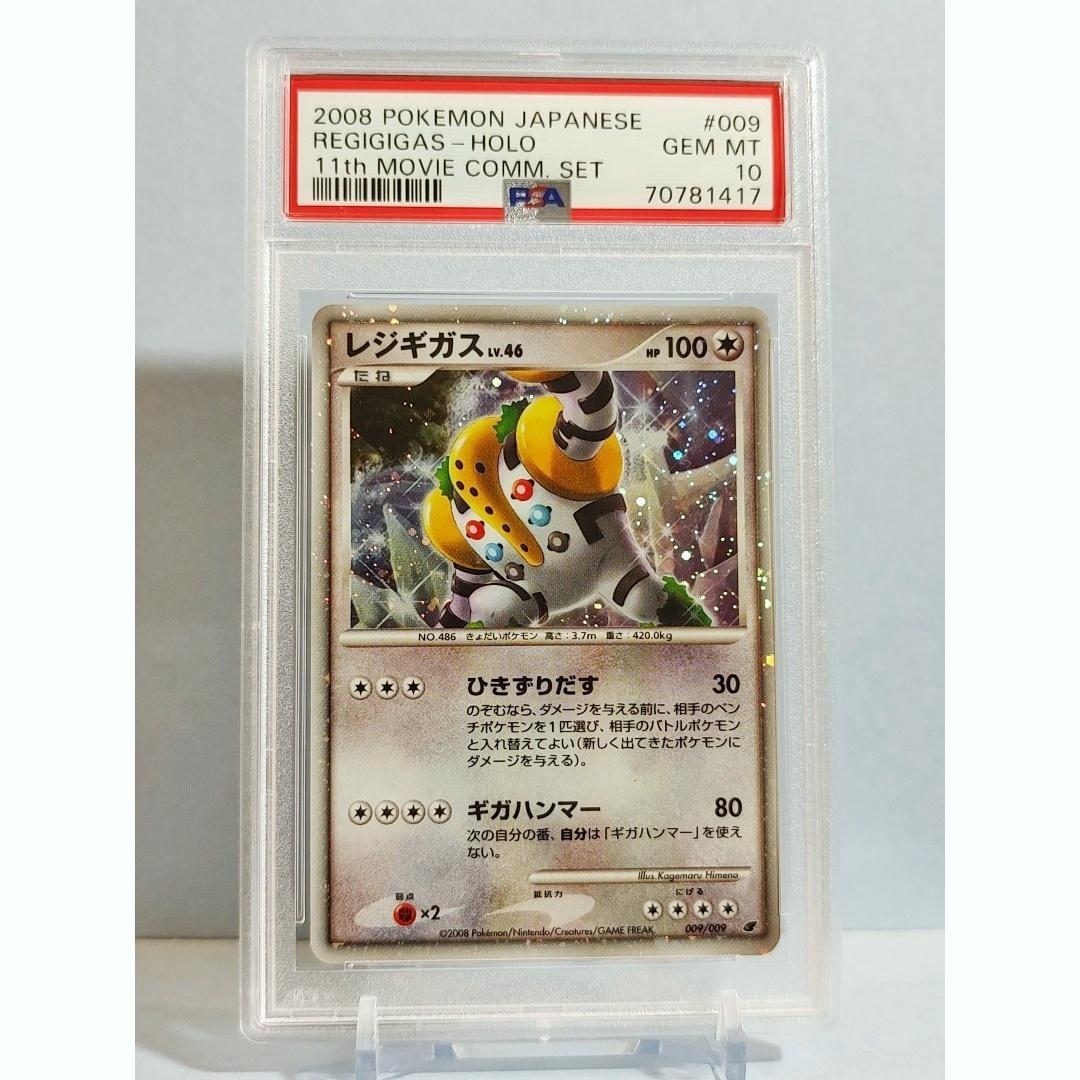 2008 POKEMON JAPANESE #009
REGIGIGAS - HOLO GEM MT
11th MOVIE COMM. SET 10
PSA 70781417
レジギガス LV.46 HP 100
たね
NO.486 きょだいポケモン 高さ：3.7m 重さ：420.0kg
ひきずりだす 30
のぞむなら、ダメージを与える前に、相手のベン
チポケモンを1匹選び、相手のバトルポケモン
と入れ替えてよい（新しく出てきたポケモンに
ダメージを与える）。
ギガハンマー 80
次の自分の番、自分は「ギガハンマー」を使え
ない。
Illus. Kagemaru Himeno
弱点 抵抗力 にげる
×2
©2008 Pokémon/Nintendo/Creatures/GAME FREAK 009/009